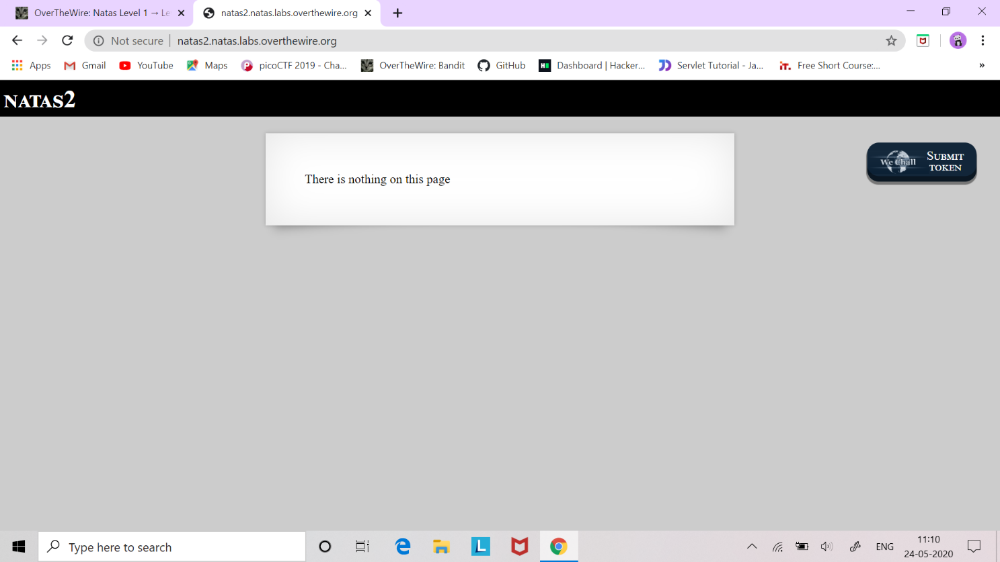 OverTheWire: Natas Level 1 → Le
natas2.natas.labs.overthewire.org
Not secure
natas2.natas.labs.overthewire.org
Apps
Gmail
YouTube
Maps
picoCTF 2019 - Cha...
OverTheWire: Bandit
GitHub
Dashboard | Hacker...
Servlet Tutorial - Ja...
Free Short Course:...
»
NATAS2
There is nothing on this page
We Chall
SUBMIT
TOKEN
Type here to search
ENG
11:10
24-05-2020